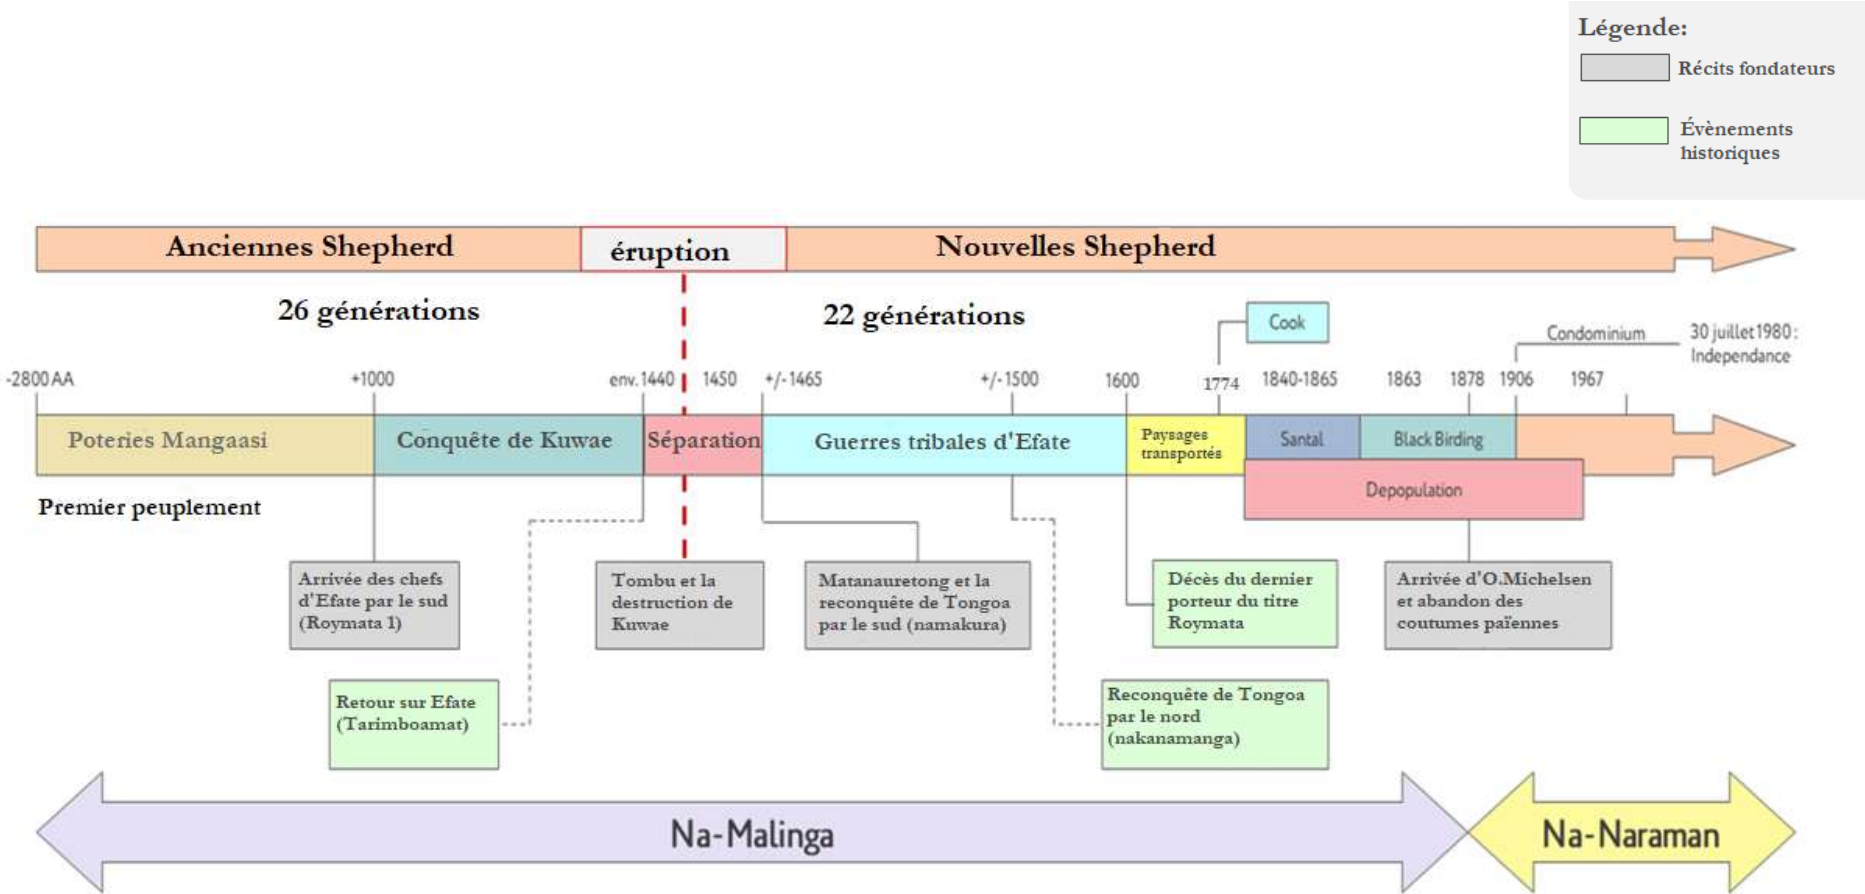 Légende:
Récits fondateurs
Évènements
historiques
Anciennes Shepherd
éruption
Nouvelles Shepherd
26 générations
22 générations
Cook
Condominium
30 juillet 1980 :
Independance
-2800 AA
+1000
env. 1440
1450
+/-1465
+/-1500
1600
1774
1840-1865
1863
1878
1906
1967
Poteries Mangaasi
Conquête de Kuwae
Séparation
Guerres tribales d'Efate
Paysages
transportés
Santal
Black Birding
Depopulation
Premier peuplement
Arrivée des chefs
d'Efate par le sud
(Roymata 1)
Tombu et la
destruction de
Kuwae
Matanauretong et la
reconquête de Tongoa
par le sud (namakura)
Décès du dernier
porteur du titre
Roymata
Arrivée d'O.Michelsen
et abandon des
coutumes païennes
Retour sur Efate
(Tarimboamat)
Reconquête de Tongoa
par le nord
(nakanamanga)
Na-Malinga
Na-Naraman